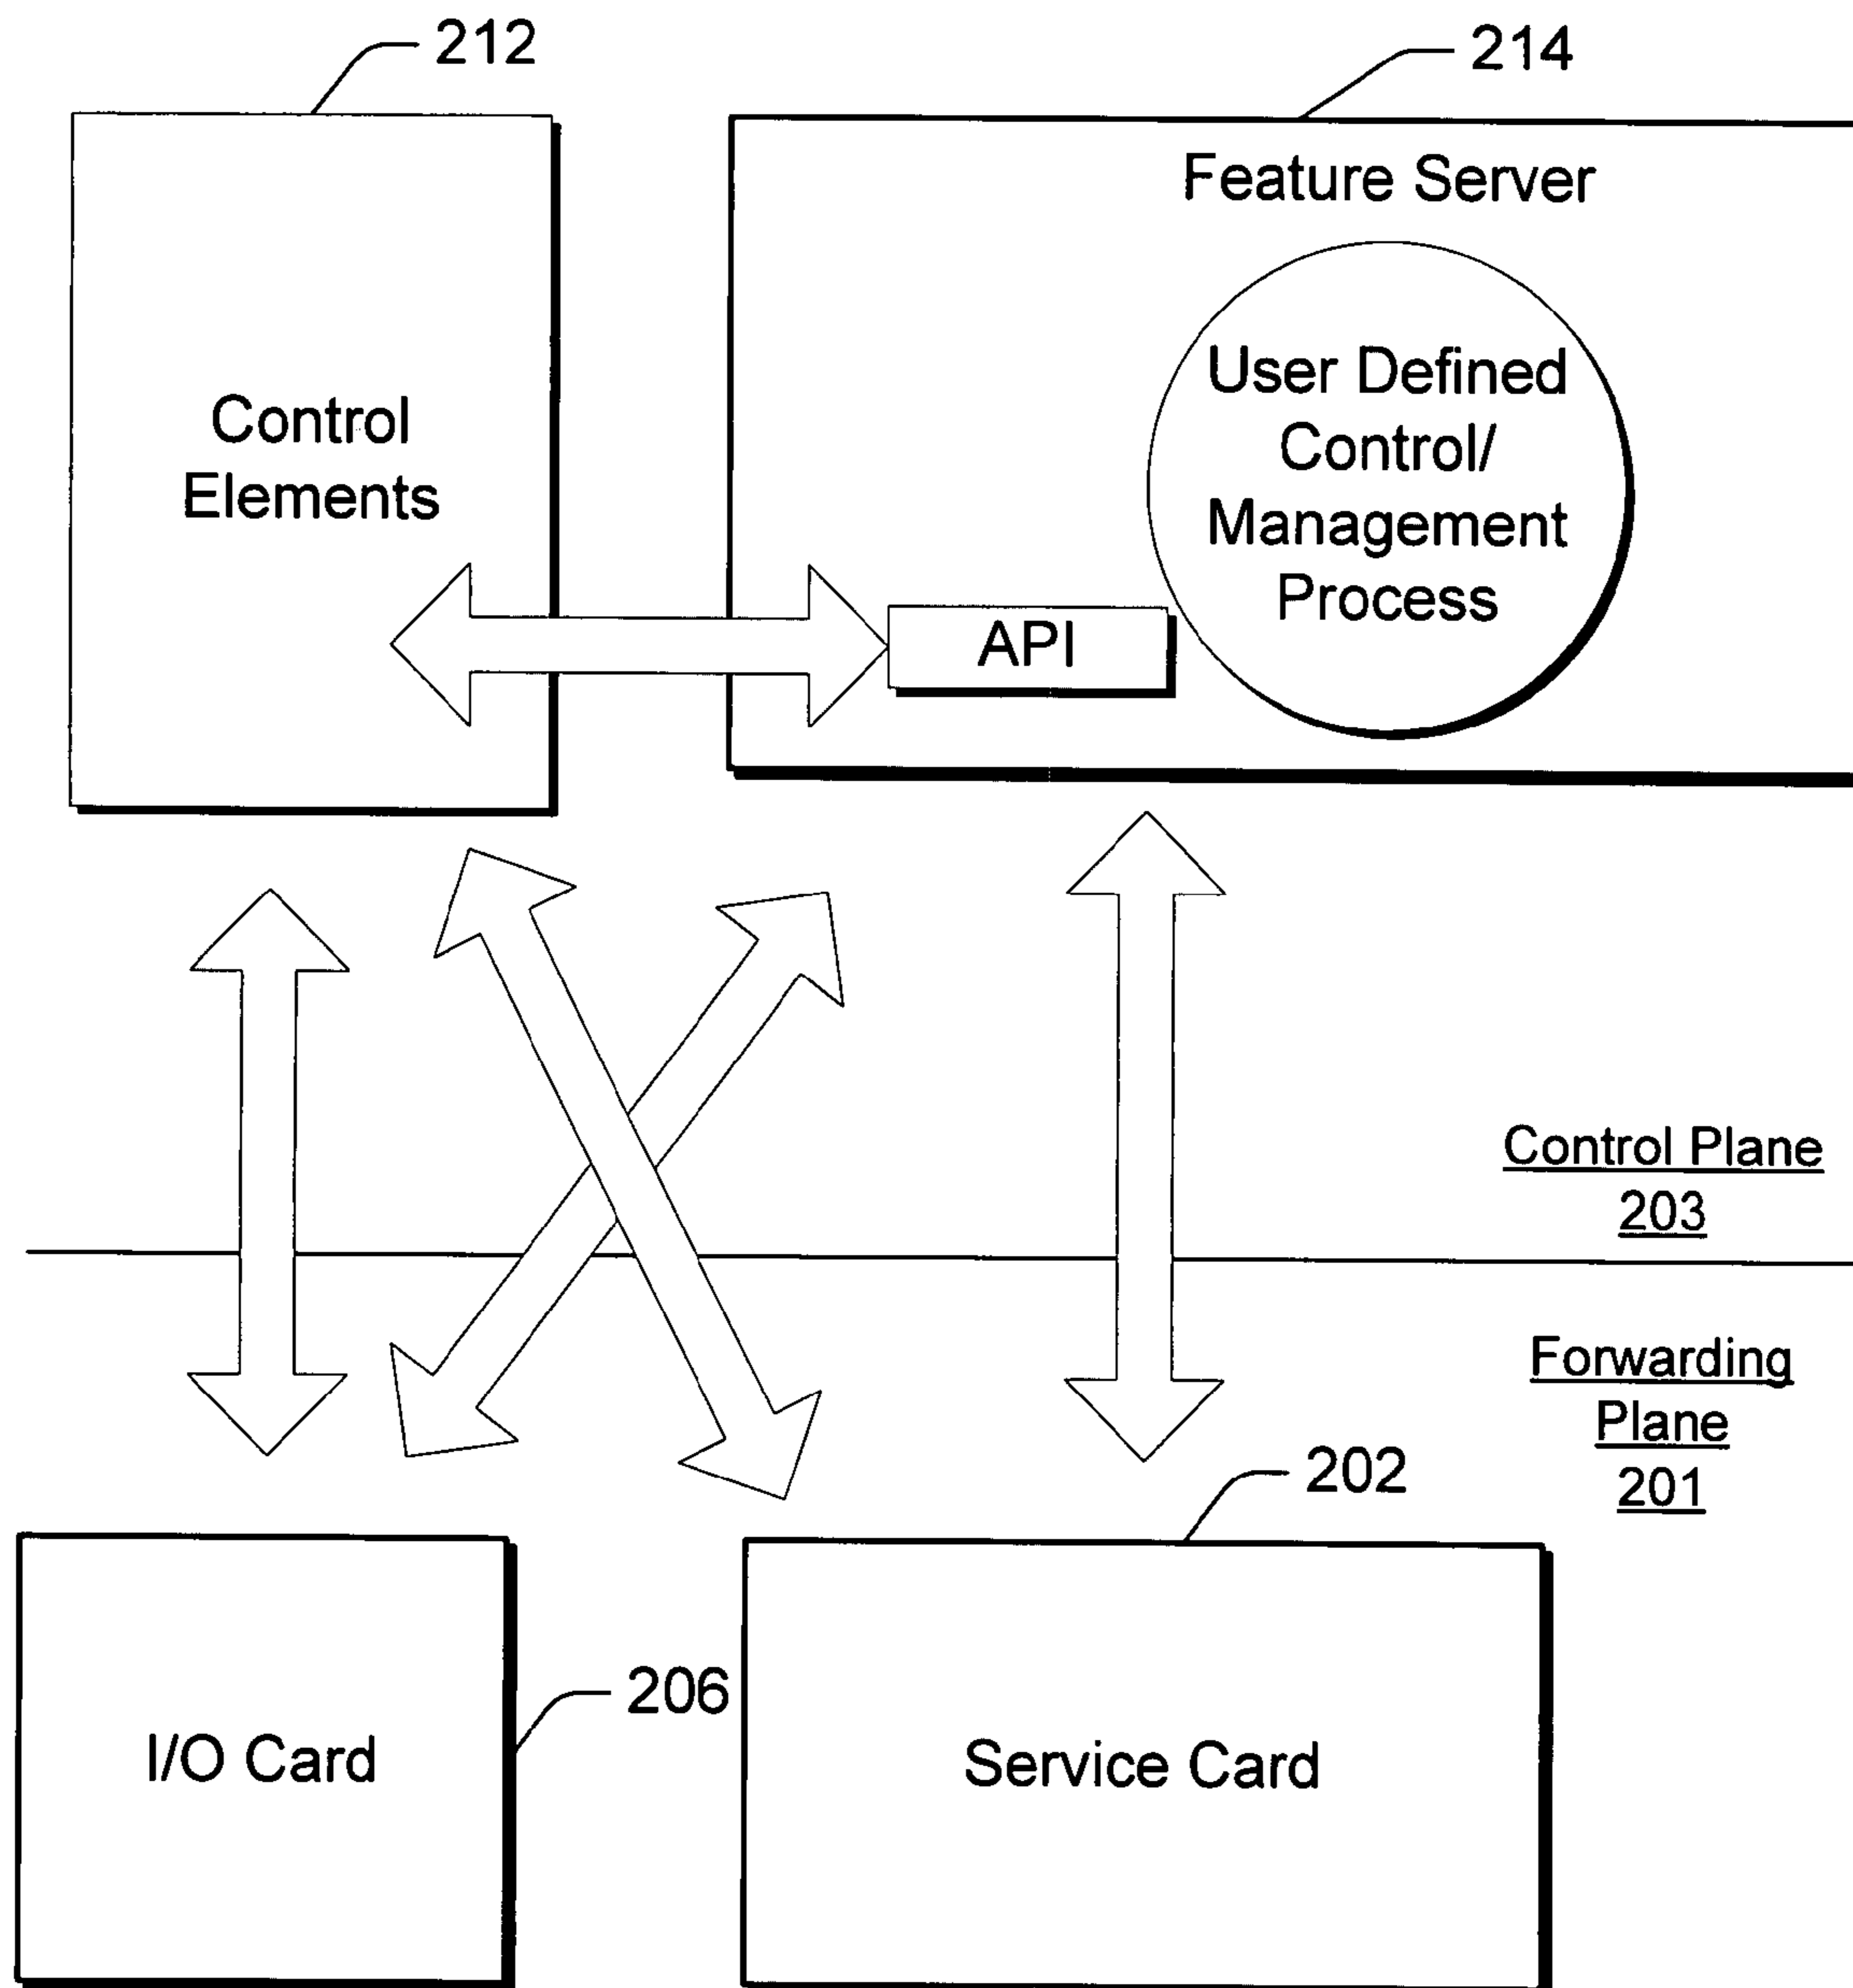 212
214
Feature Server
User Defined
Control/
Management
Process
Control
Elements
API
Control Plane
203
Forwarding
Plane
201
202
206
I/O Card
Service Card